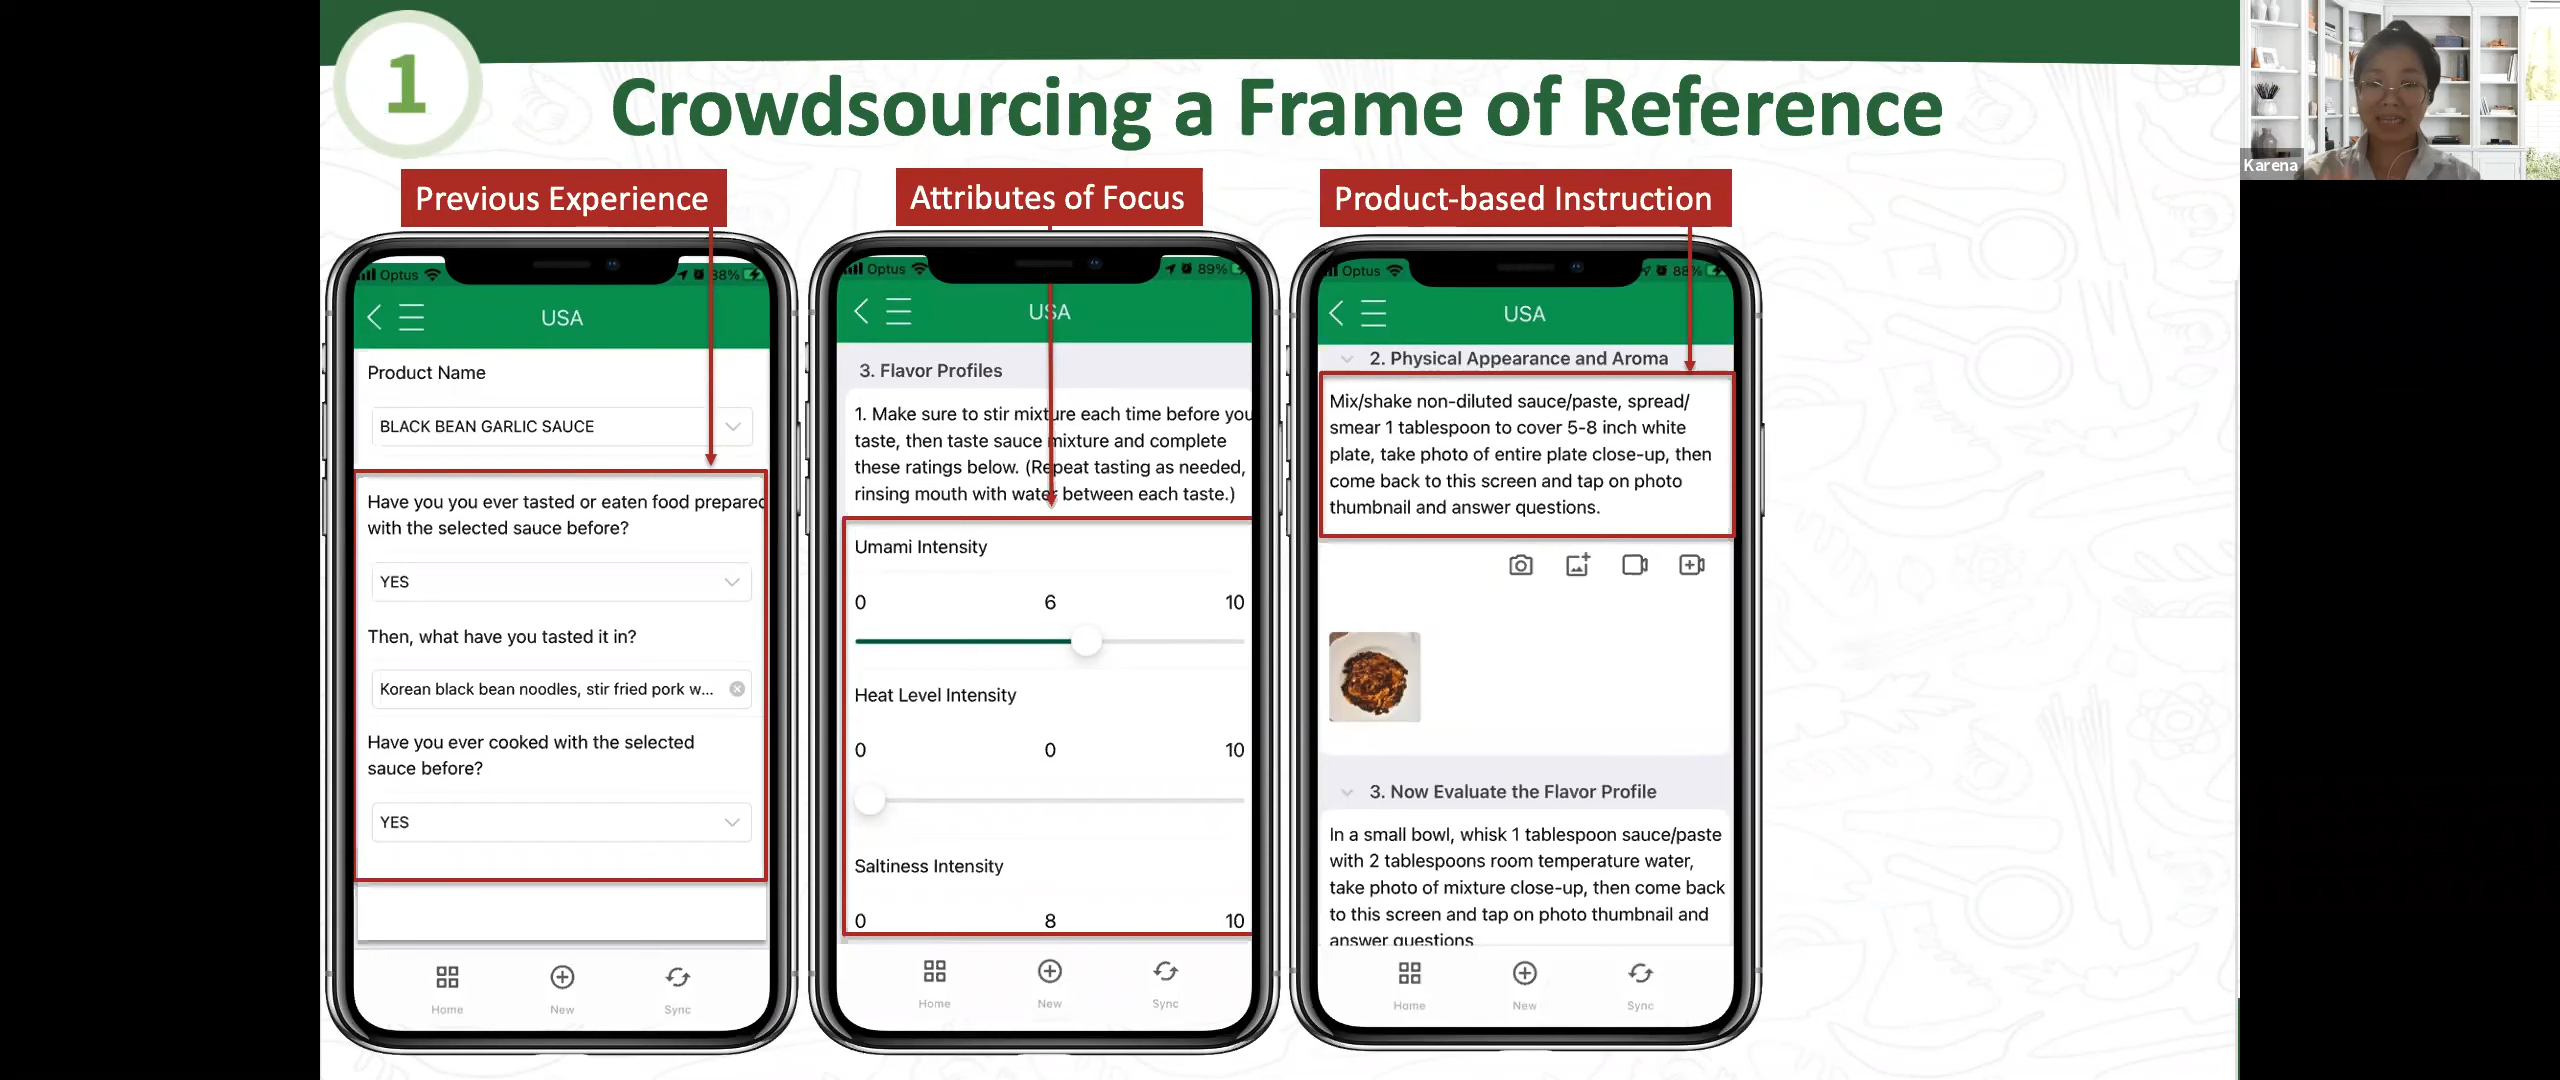 1
Crowdsourcing a Frame of Reference
Karena
Previous Experience
Optus
88%
USA
Product Name
BLACK BEAN GARLIC SAUCE
Have you you ever tasted or eaten food prepared
with the selected sauce before?
YES
Then, what have you tasted it in?
Korean black bean noodles, stir fried pork w...
Have you ever cooked with the selected
sauce before?
YES
Home
New
Sync
Attributes of Focus
Optus
89%
USA
3. Flavor Profiles
1. Make sure to stir mixture each time before you
taste, then taste sauce mixture and complete
these ratings below. (Repeat tasting as needed,
rinsing mouth with water between each taste.)
Umami Intensity
0 6 10
Heat Level Intensity
0 0 10
Saltiness Intensity
0 8 10
Home
New
Sync
Product-based Instruction
Optus
88%
USA
2. Physical Appearance and Aroma
Mix/shake non-diluted sauce/paste, spread/
smear 1 tablespoon to cover 5-8 inch white
plate, take photo of entire plate close-up, then
come back to this screen and tap on photo
thumbnail and answer questions.
3. Now Evaluate the Flavor Profile
In a small bowl, whisk 1 tablespoon sauce/paste
with 2 tablespoons room temperature water,
take photo of mixture close-up, then come back
to this screen and tap on photo thumbnail and
answer questions
Home
New
Sync